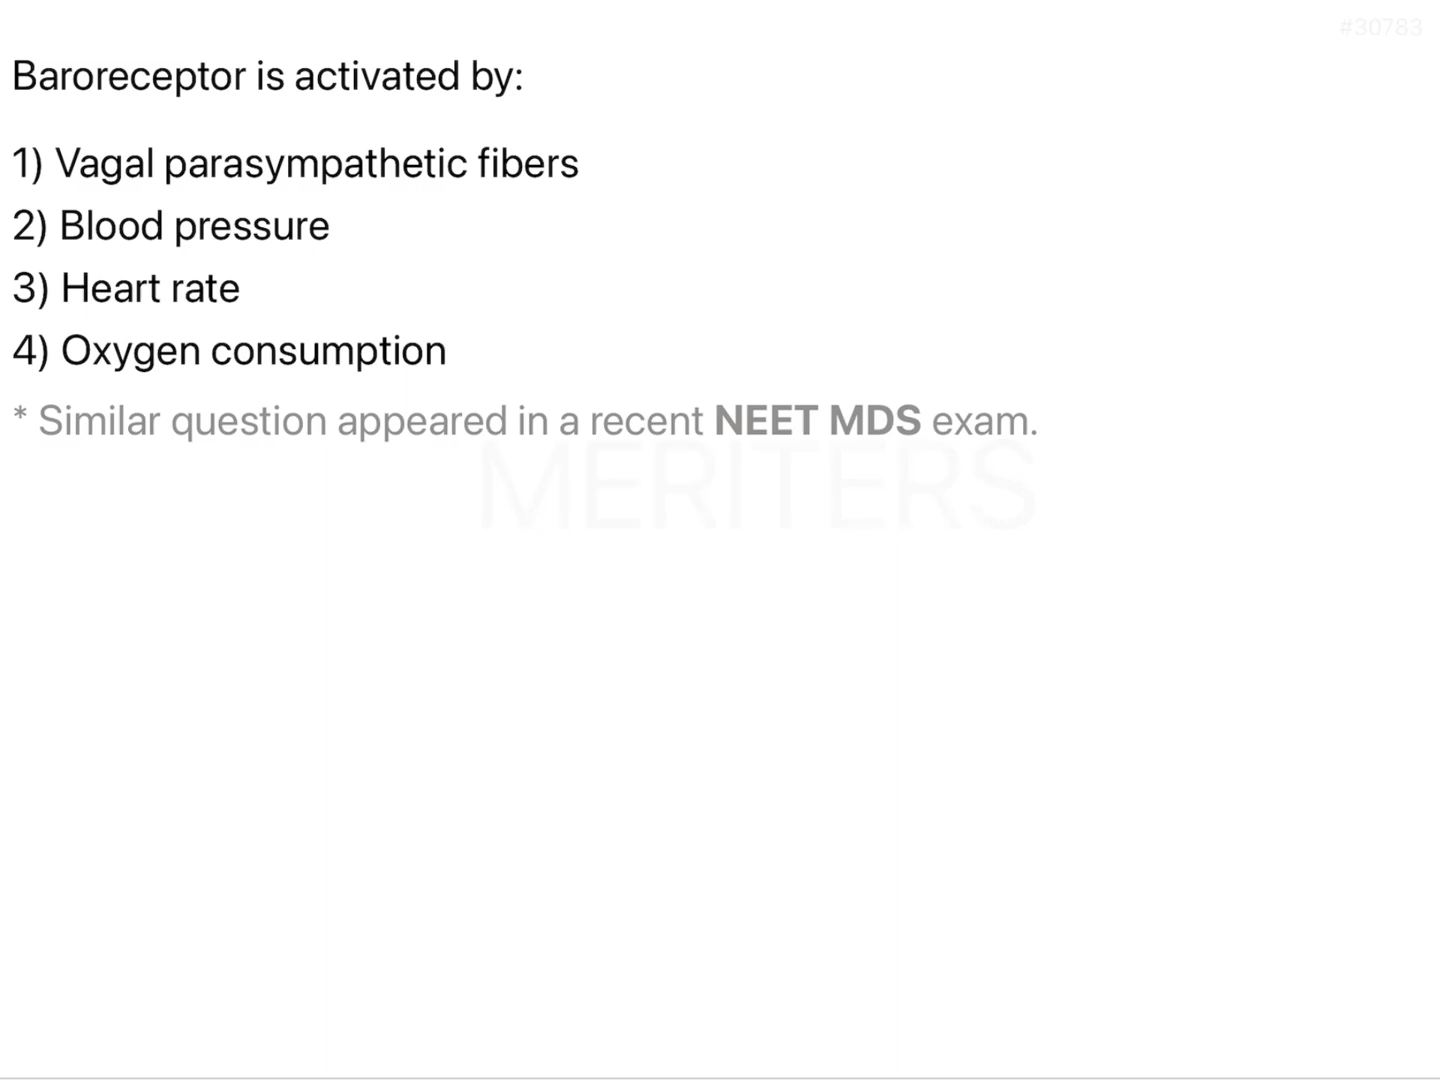 #30783
Baroreceptor is activated by:
1) Vagal parasympathetic fibers
2) Blood pressure
3) Heart rate
4) Oxygen consumption
* Similar question appeared in a recent NEET MDS exam.
MERITERS